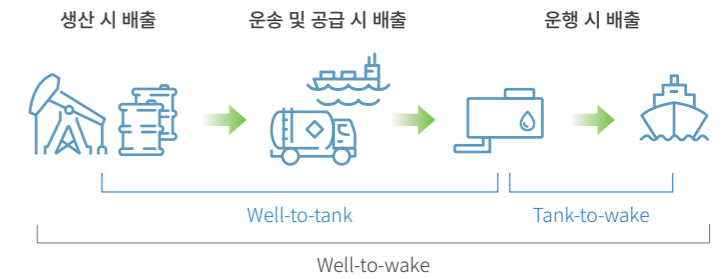 생산 시 배출
운송 및 공급 시 배출
운행 시 배출
Well-to-tank
Tank-to-wake
Well-to-wake